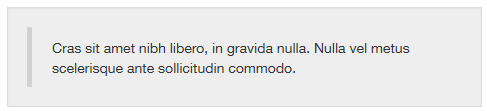 Cras sit amet nibh libero, in gravida nulla. Nulla vel metus
scelerisque ante sollicitudin commodo.